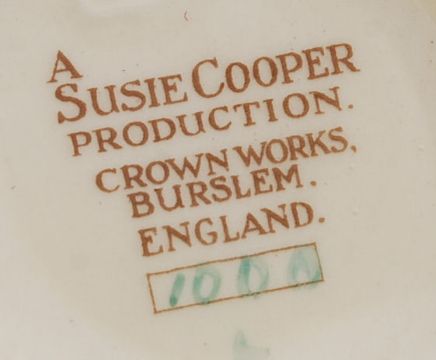 A
SUSIE COOPER
PRODUCTION.
CROWN WORKS,
BURSLEM.
ENGLAND.